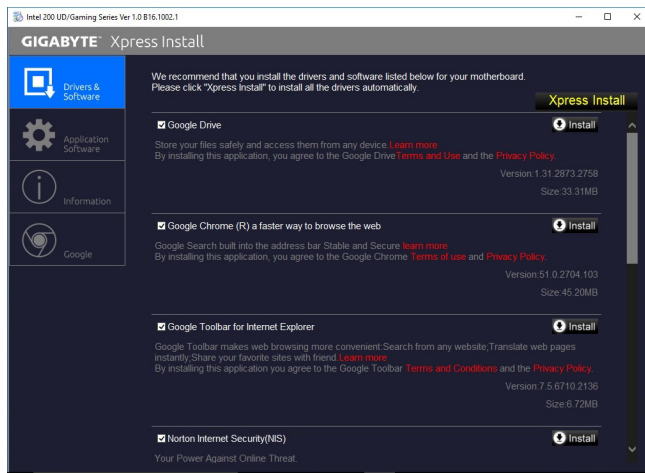 Intel 200 UD/Gaming Series Ver 1.0 B16.1002.1
GIGABYTE™ Xpress Install
Drivers &
Software
Application
Software
Information
Google
We recommend that you install the drivers and software listed below for your motherboard.
Please click "Xpress Install" to install all the drivers automatically.
Xpress Install
Google Drive
Install
Store your files safely and access them from any device.Learn more
By installing this application, you agree to the Google DriveTerms and Use and the Privacy Policy.
Version:1.31.2873.2758
Size:33.31MB
Google Chrome (R) a faster way to browse the web
Install
Google Search built into the address bar Stable and Secure learn more
By installing this application, you agree to the Google Chrome Terms of use and Privacy Policy.
Version:51.0.2704.103
Size:45.20MB
Google Toolbar for Internet Explorer
Install
Google Toolbar makes web browsing more convenient:Search from any website;Translate web pages
instantly;Share your favorite sites with friend.Learn more
By installing this application you agree to the Google Toolbar Terms and Conditions and the Privacy Policy.
Version:7.5.6710.2136
Size:6.72MB
Norton Internet Security(NIS)
Install
Your Power Against Online Threat.